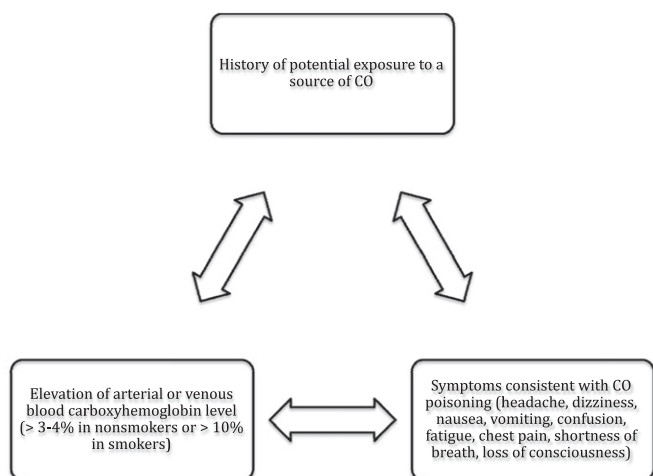 History of potential exposure to a
source of CO
Elevation of arterial or venous
blood carboxyhemoglobin level
(> 3-4% in nonsmokers or > 10%
in smokers)
Symptoms consistent with CO
poisoning (headache, dizziness,
nausea, vomiting, confusion,
fatigue, chest pain, shortness of
breath, loss of consciousness)